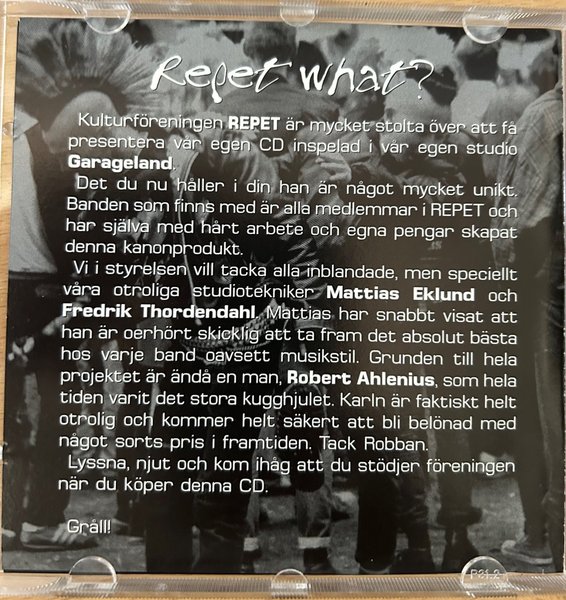 Repet what?
Kulturföreningen REPET är mycket stolta över att få
presentera vår egen CD inspelad i vår egen studio
Garageland.
Det du nu håller i din han är något mycket unikt.
Banden som finns med är alla medlemmar i REPET och
har själva med hårt arbete och egna pengar skapat
denna kanonprodukt.
Vi i styrelsen vill tacka alla inblandade, men speciellt
våra otroliga studiotekniker Mattias Eklund och
Fredrik Thordendahl. Mattias har snabbt visat att
han är oerhört skicklig att ta fram det absolut bästa
hos varje band oavsett musikstil. Grunden till hela
projektet är ändå en man, Robert Ahlenius, som hela
tiden varit det stora kugghjulet. Karln är faktiskt helt
otrolig och kommer helt säkert att bli belönad med
något sorts pris i framtiden. Tack Robban.
Lyssna, njut och kom ihåg att du stödjer föreningen
när du köper denna CD.
Gråll!